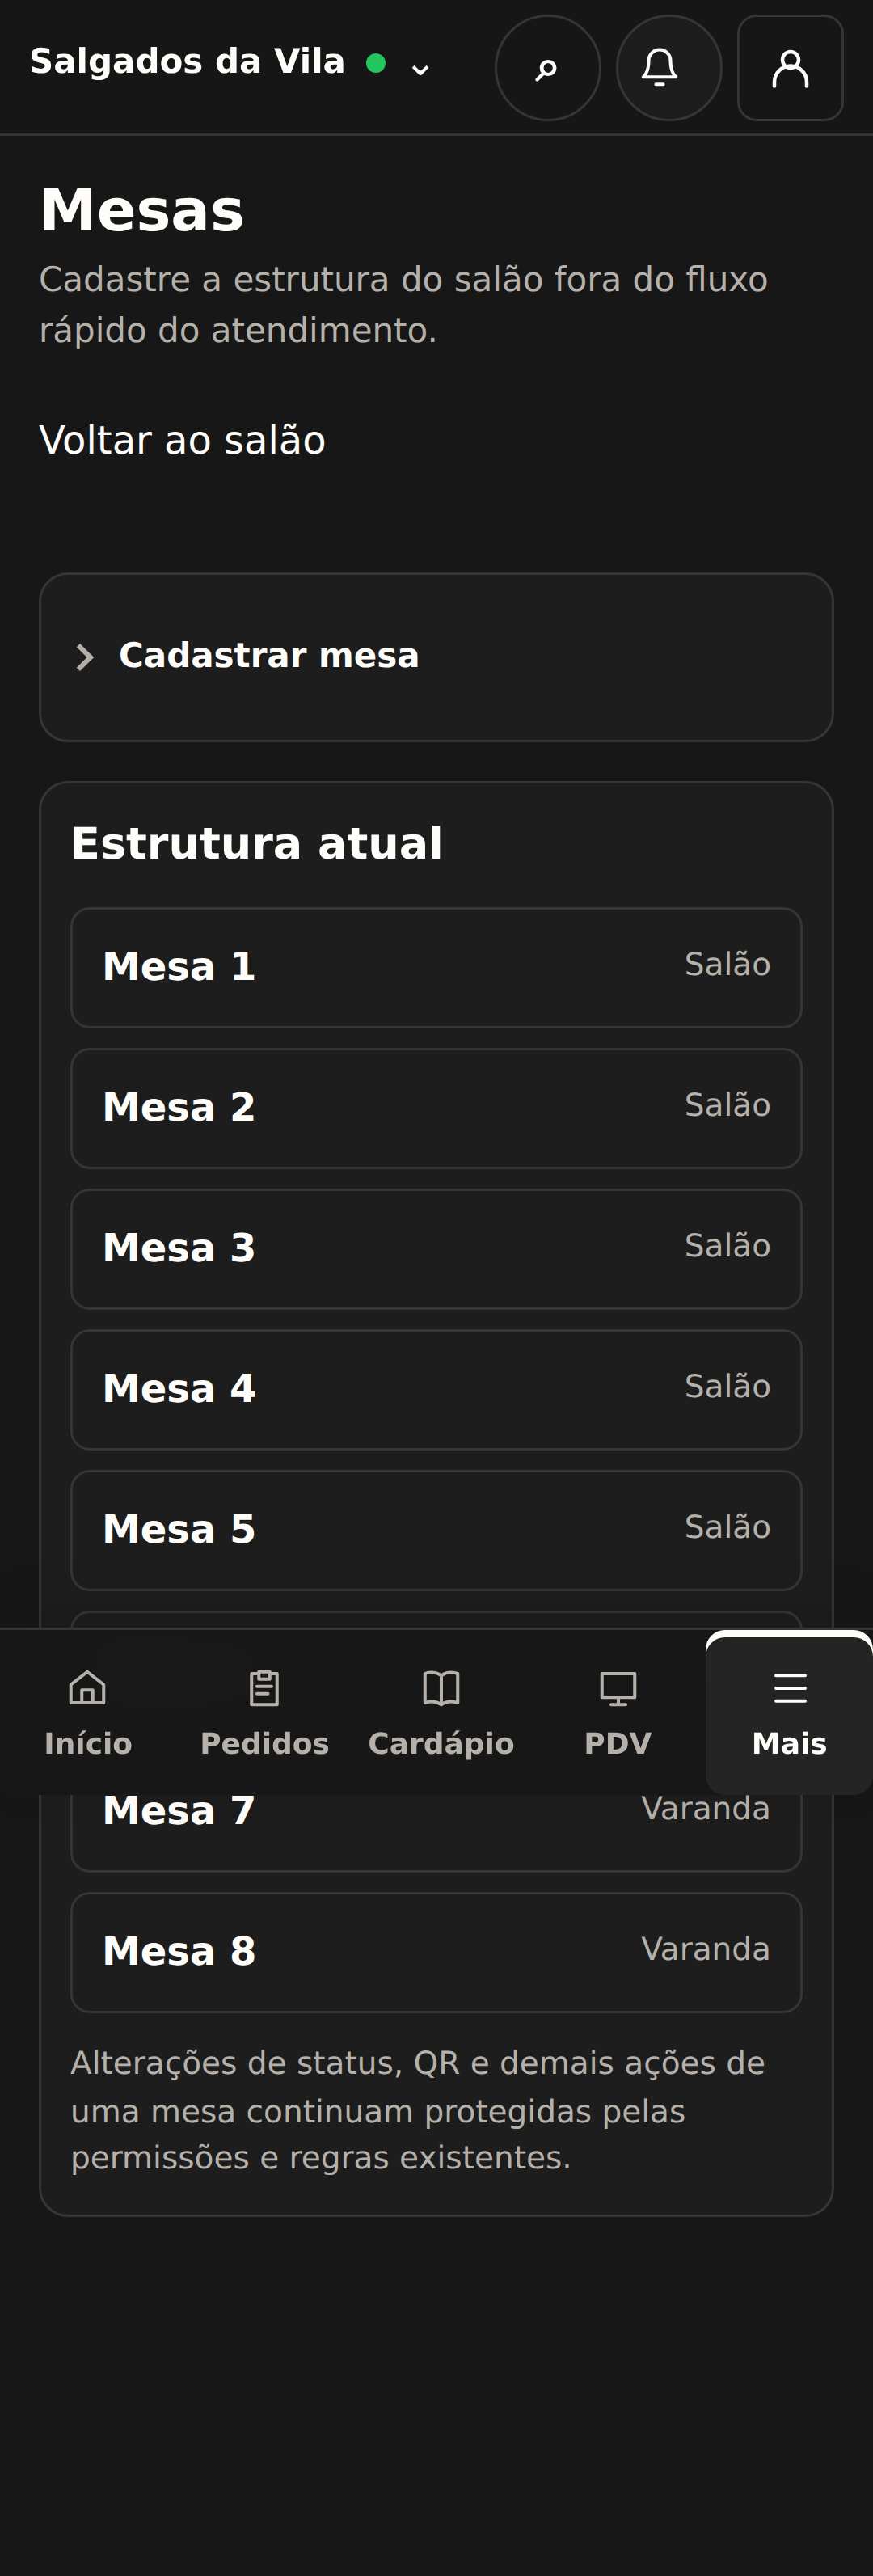 Salgados da Vila
Mesas
Cadastre a estrutura do salão fora do fluxo
rápido do atendimento.
Voltar ao salão
Cadastrar mesa
Estrutura atual
Mesa 1 Salão
Mesa 2 Salão
Mesa 3 Salão
Mesa 4 Salão
Mesa 5 Salão
Início Pedidos Cardápio PDV Mais
Mesa 7 Varanda
Mesa 8 Varanda
Alterações de status, QR e demais ações de
uma mesa continuam protegidas pelas
permissões e regras existentes.